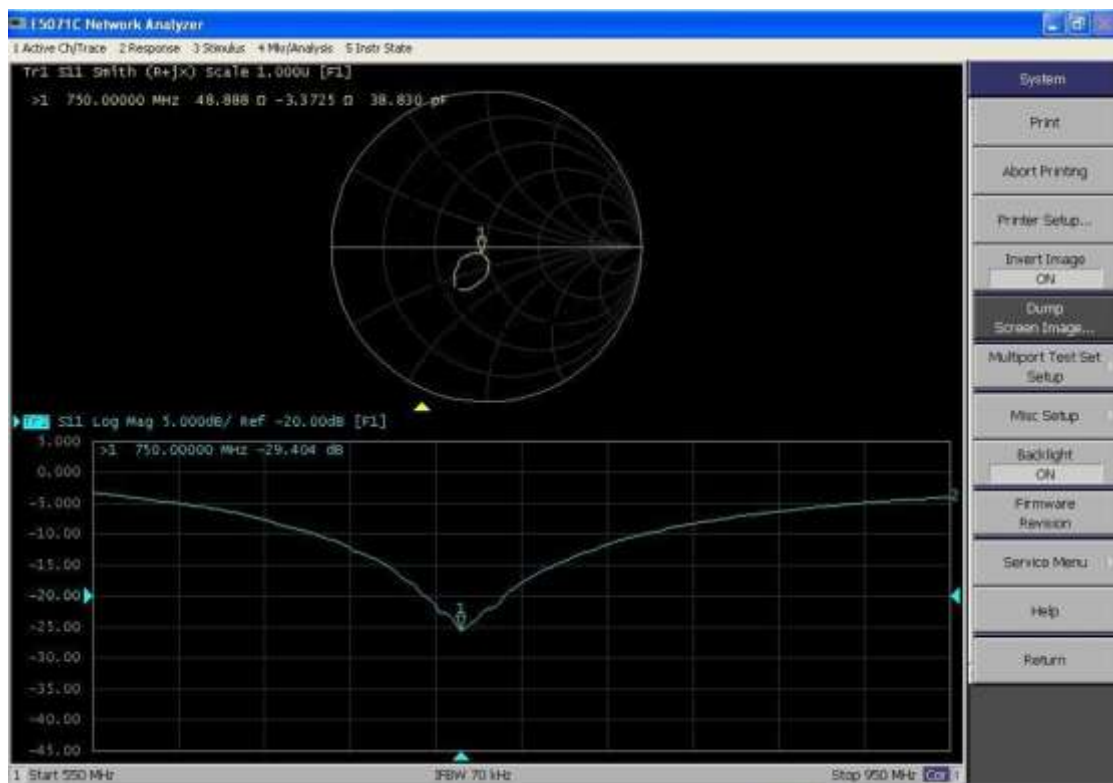 E5071C Network Analyzer
1 Active Ch/Trace 2 Response 3 Stimulus 4 Mkr/Analysis 5 Instr State
Tr1 S11 Smith (R+jX) Scale 1.000U [F1]
>1 750.00000 MHz 48.888 Ω -3.3725 Ω 38.830 pF
1
Tr2 S11 Log Mag 5.000dB/ Ref -20.00dB [F1]
5.000
>1 750.00000 MHz -29.404 dB
0.000
-5.000
2
-10.00
-15.00
-20.00
1
-25.00
-30.00
-35.00
-40.00
-45.00
1 Start 550 MHz IFBW 70 kHz Stop 950 MHz Cor
System
Print
Abort Printing
Printer Setup...
Invert Image
ON
Dump
Screen Image...
Multiport Test Set
Setup
Misc Setup
Backlight
ON
Firmware
Revision
Service Menu
Help
Return